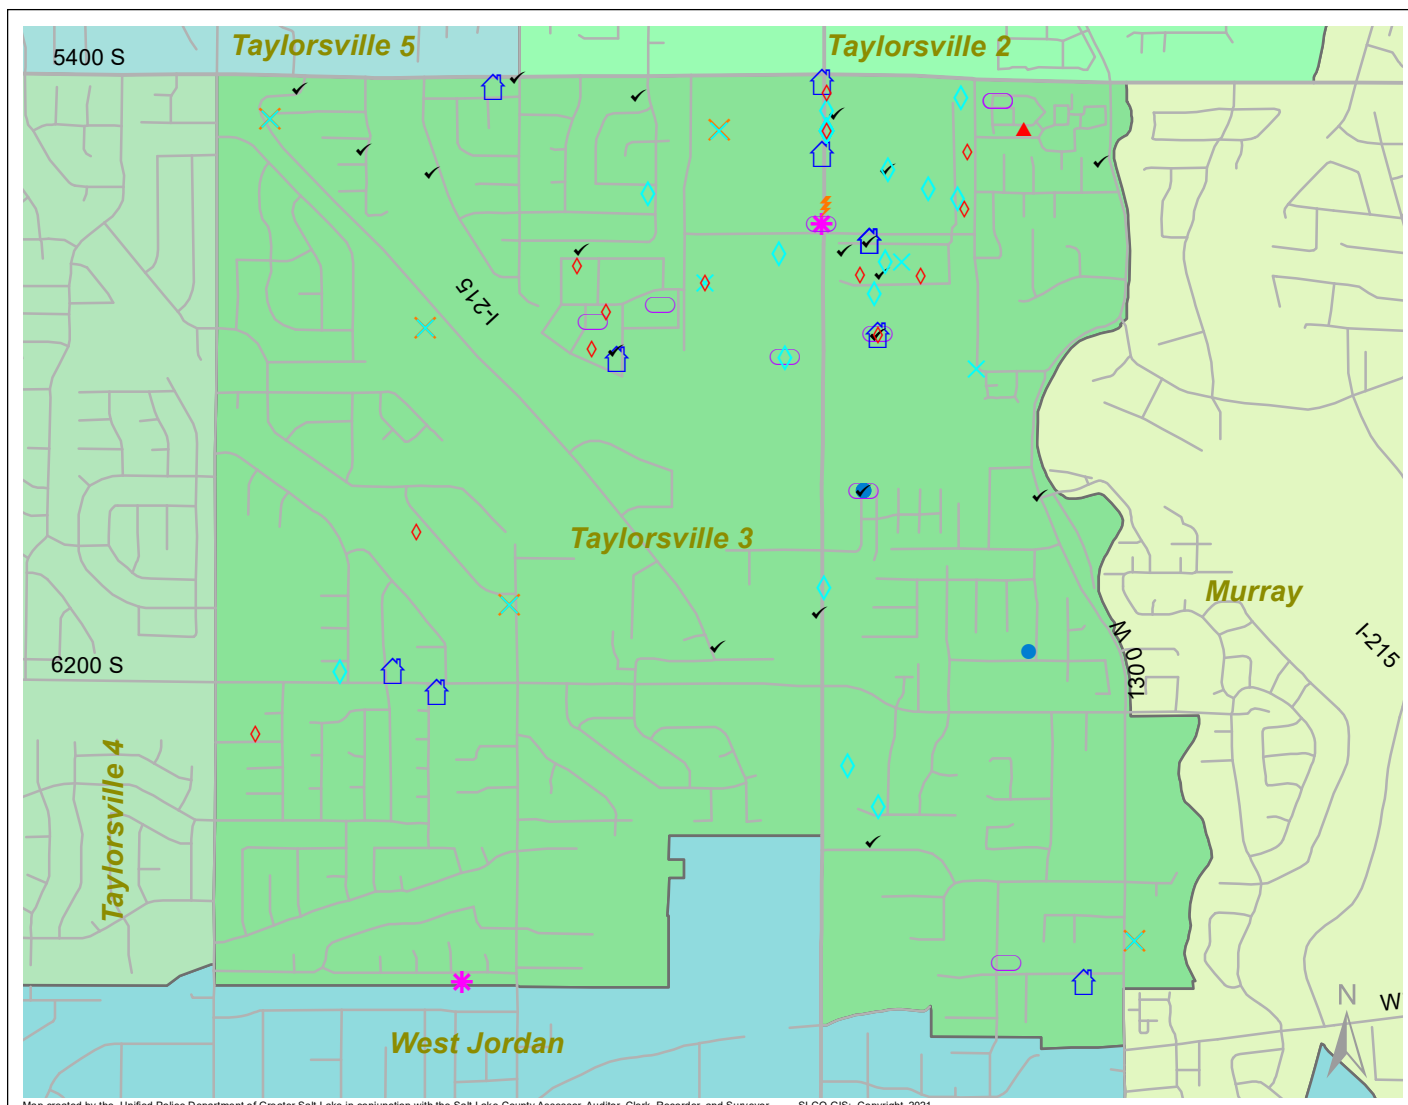 Taylorsville 5
Taylorsville 2
5400 S
I-215
Taylorsville 3
Murray
I-215
1300 W
6200 S
Taylorsville 4
West Jordan
N
W
Map created by the Unified Police Department of Greater Salt Lake in conjunction with the Salt Lake County Assessor, Auditor, Clerk, Recorder, and Surveyor. SLCO GIS: Copyright, 2021